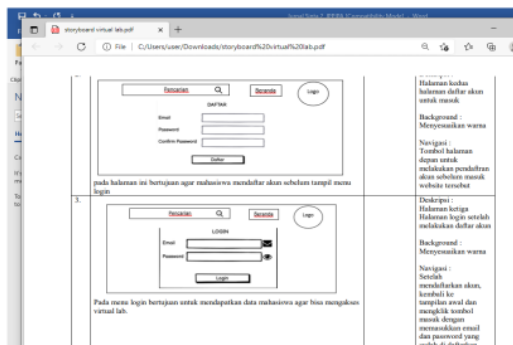 storyboard virtual lab.pdf
File
C:/Users/user/Downloads/storyboard%20virtual%20lab.pdf
Pencarian
Beranda
Login
DAFTAR
Email
Password
Confirm Password
Daftar
pada halaman ini bertujuan agar mahasiswa mendaftar akun sebelum tampil menu
login
Halaman kedua
halaman daftar akun
untuk masuk
Background :
Menyesuaikan warna
Navigasi :
Tombol halaman
depan untuk
melakukan pendaftran
akun sebelum masuk
website tersebut
3.
Pencarian
Beranda
Logo
LOGIN
Email
Password
Login
Pada menu login bertujuan untuk mendapatkan data mahasiswa agar bisa mengakses
virtual lab.
Deskripsi :
Halaman ketiga
Halaman login setelah
melakukan daftar akun
Background :
Menyesuaikan warna
Navigasi :
Setelah
mendaftarkan akun,
kembali ke
tampilan awal dan
mengklik tombol
masuk dengan
memasukkan email
dan password yang